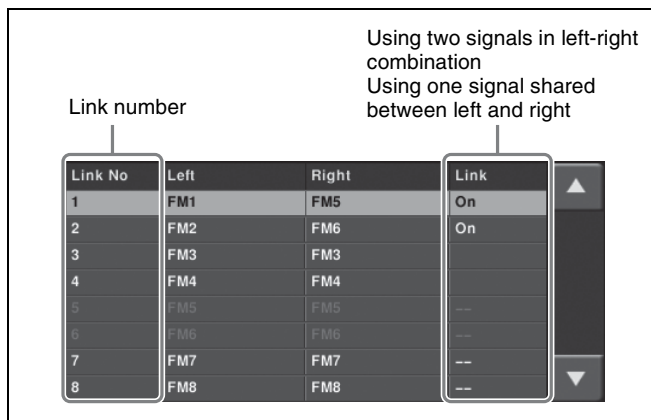 Using two signals in left-right
combination
Using one signal shared
between left and right
Link number
Link No Left Right Link
1 FM1 FM5 On
2 FM2 FM6 On
3 FM3 FM3
4 FM4 FM4
5 FM5 FM5 --
6 FM6 FM6 --
7 FM7 FM7 --
8 FM8 FM8 --